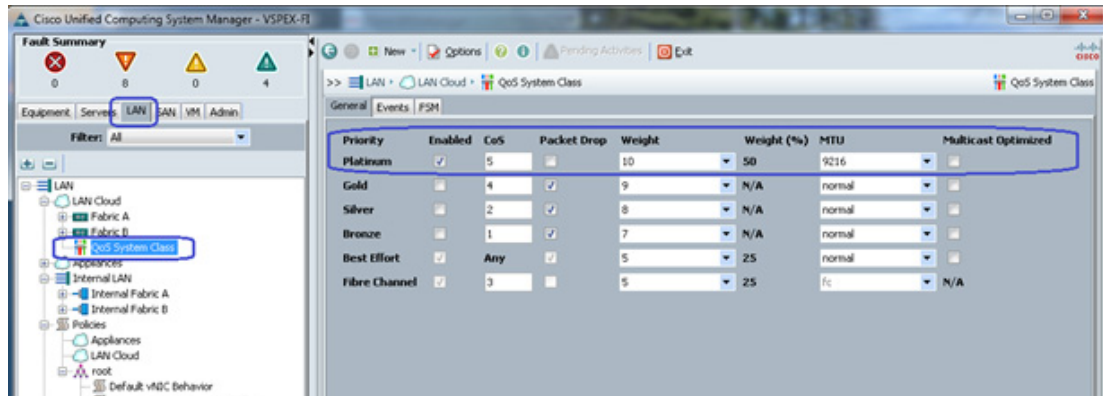 Cisco Unified Computing System Manager - VSPEX-FI
Fault Summary
0 8 0 4
New Options Pending Activities Exit
cisco
>> LAN LAN Cloud QoS System Class QoS System Class
Equipment Servers LAN SAN VM Admin
General Events FSM
Filter: All
Priority Enabled CoS Packet Drop Weight Weight (%) MTU Multicast Optimized
Platinum 5 10 50 9216
Gold 4 9 N/A normal
Silver 2 8 N/A normal
Bronze 1 7 N/A normal
Best Effort Any 5 25 normal
Fibre Channel 3 5 25 fc N/A
LAN
LAN Cloud
Fabric A
Fabric B
QoS System Class
Appliances
Internal LAN
Internal Fabric A
Internal Fabric B
Policies
Appliances
LAN Cloud
root
Default vNIC Behavior